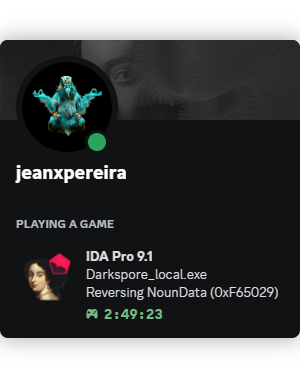 jeanxpereira
PLAYING A GAME
IDA Pro 9.1
Darkspore_local.exe
Reversing NounData (0xF65029)
2:49:23